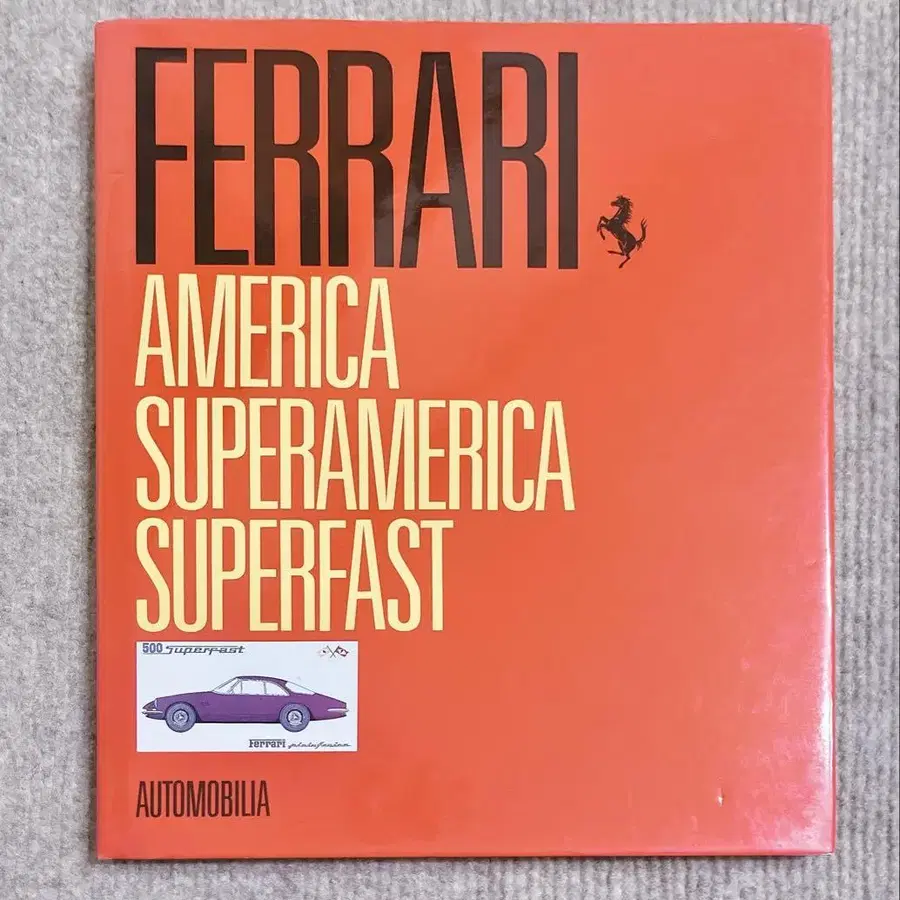 FERRARI
AMERICA
SUPERAMERICA
SUPERFAST
500 Superfast
Ferrari pininfarina
AUTOMOBILIA